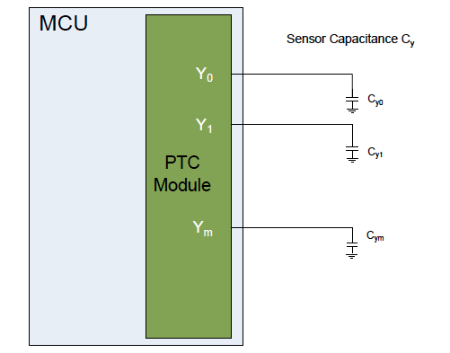 MCU
Sensor Capacitance Cy
Y0
Cy0
Y1
Cy1
PTC
Module
Ym
Cym